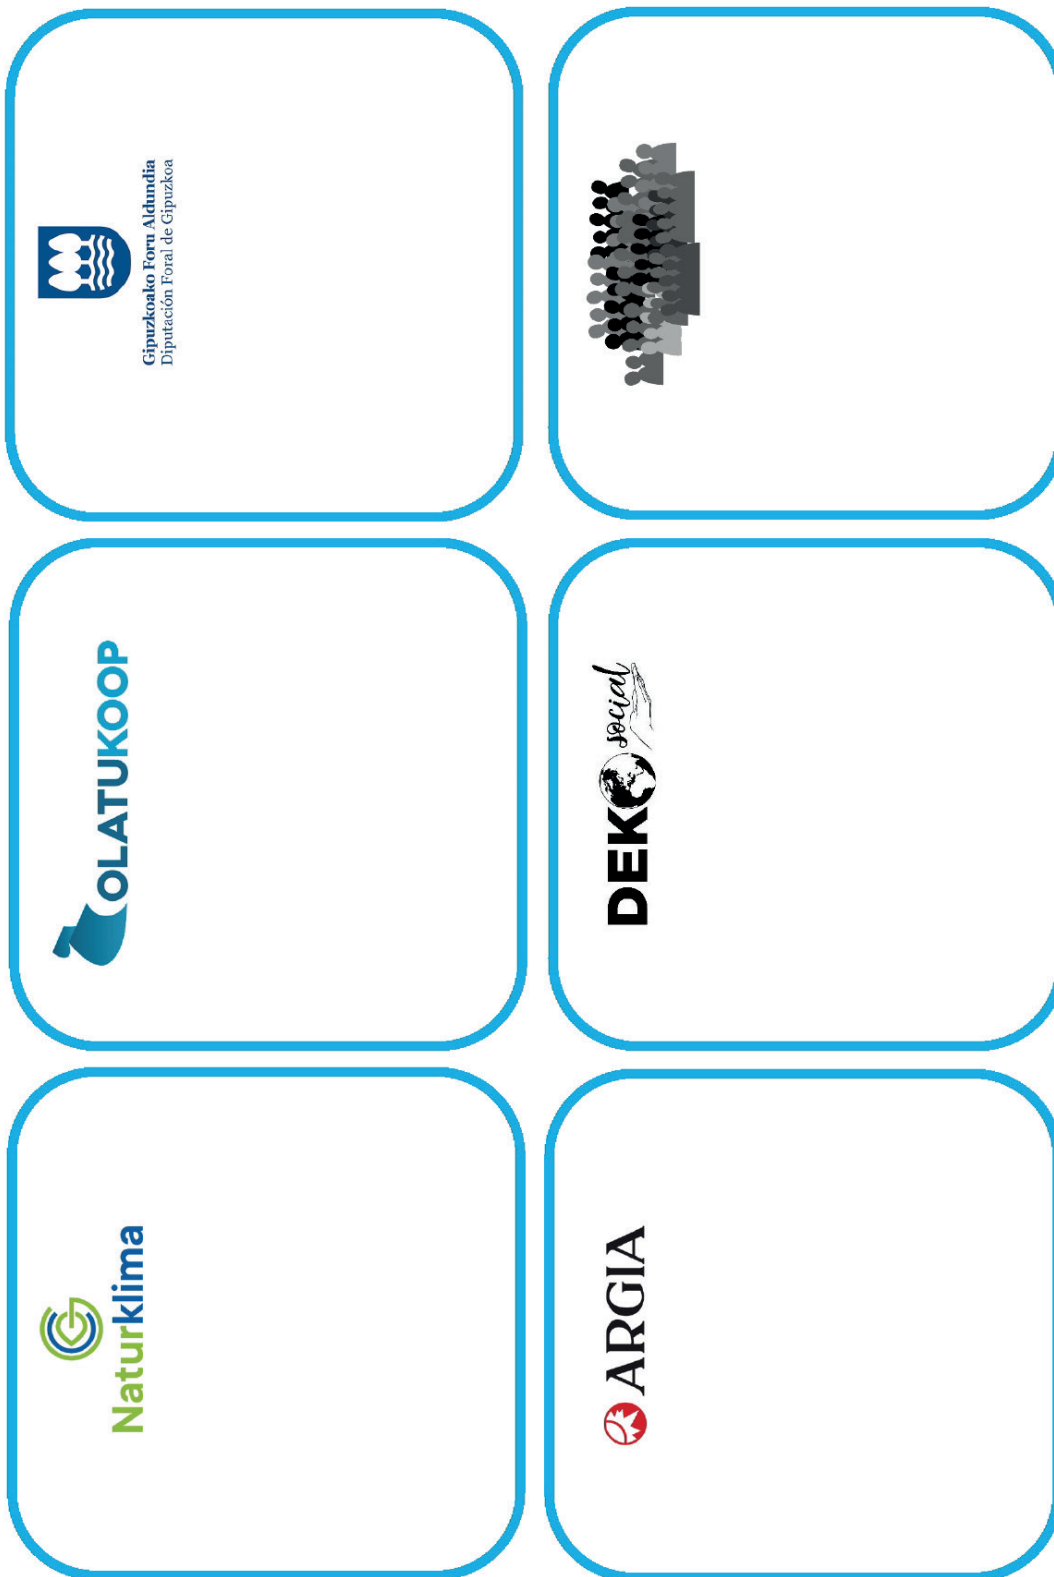 Naturklima
OLATUKOOP
Gipuzkoako Foru Aldundia
Diputación Foral de Gipuzkoa
ARGIA
DEKO social